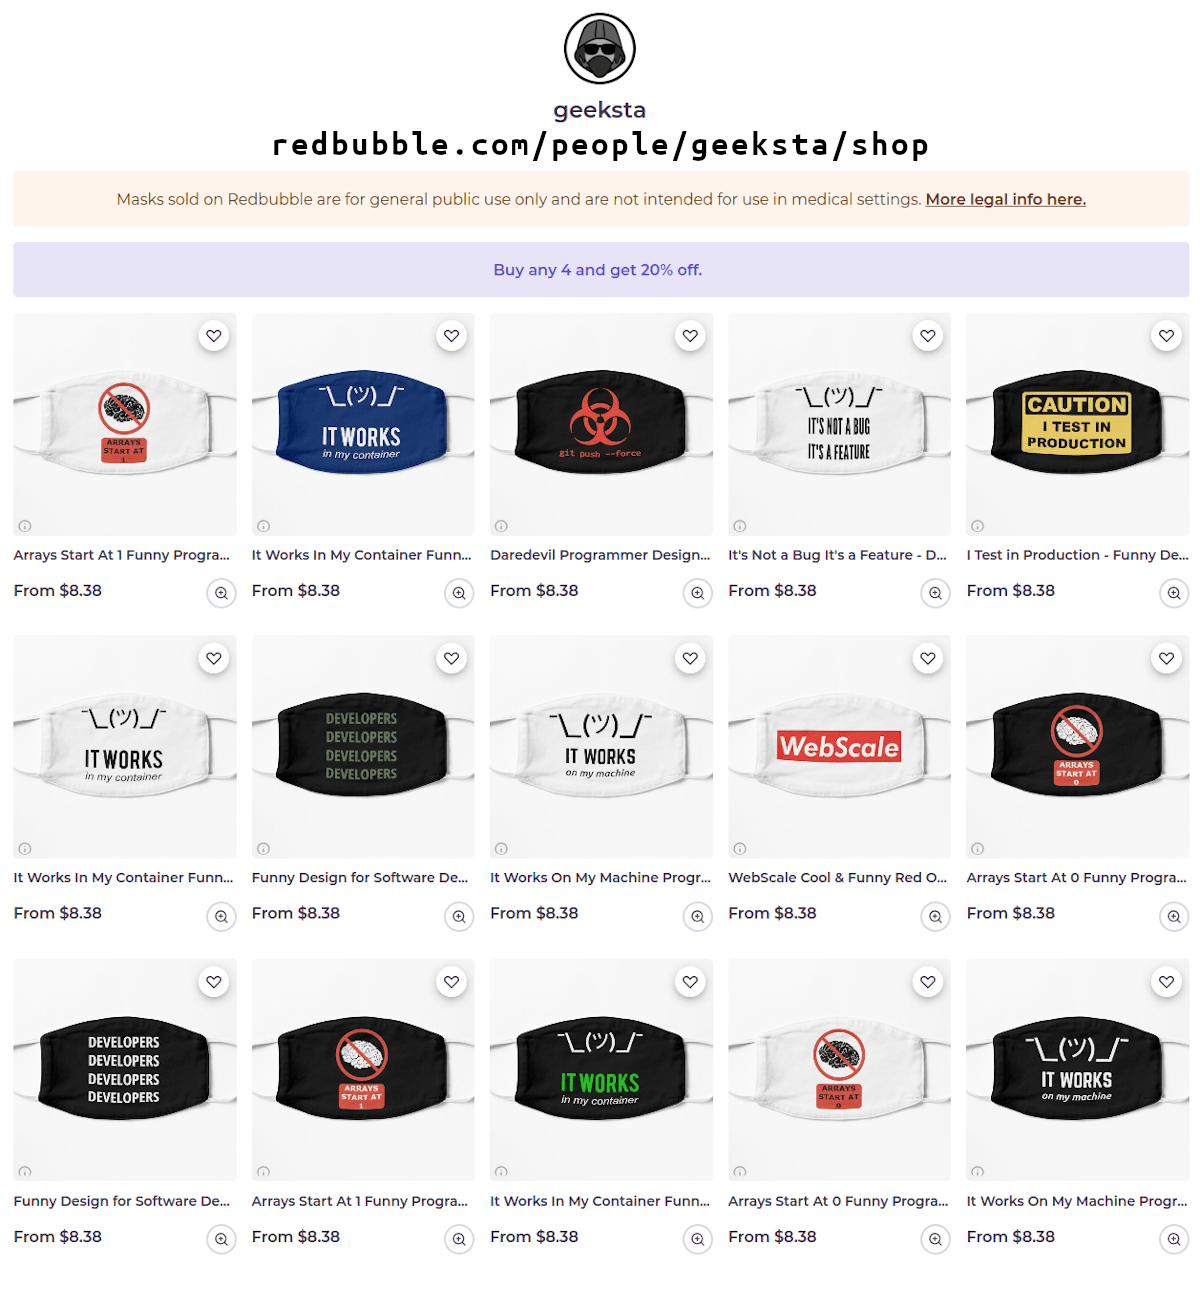 geeksta
redbubble.com/people/geeksta/shop
Masks sold on Redbubble are for general public use only and are not intended for use in medical settings. More legal info here.
Buy any 4 and get 20% off.
ARRAYS
START AT
1
¯\_(ツ)_/¯
IT WORKS
in my container
git push --force
¯\_(ツ)_/¯
IT'S NOT A BUG
IT'S A FEATURE
CAUTION
I TEST IN
PRODUCTION
Arrays Start At 1 Funny Progra...
It Works In My Container Funn...
Daredevil Programmer Design...
It's Not a Bug It's a Feature - D...
I Test in Production - Funny De...
From $8.38
From $8.38
From $8.38
From $8.38
From $8.38
¯\_(ツ)_/¯
IT WORKS
in my container
DEVELOPERS
DEVELOPERS
DEVELOPERS
DEVELOPERS
¯\_(ツ)_/¯
IT WORKS
on my machine
WebScale
ARRAYS
START AT
0
It Works In My Container Funn...
Funny Design for Software De...
It Works On My Machine Progr...
WebScale Cool & Funny Red O...
Arrays Start At 0 Funny Progra...
From $8.38
From $8.38
From $8.38
From $8.38
From $8.38
DEVELOPERS
DEVELOPERS
DEVELOPERS
DEVELOPERS
ARRAYS
START AT
1
¯\_(ツ)_/¯
IT WORKS
in my container
ARRAYS
START AT
0
¯\_(ツ)_/¯
IT WORKS
on my machine
Funny Design for Software De...
Arrays Start At 1 Funny Progra...
It Works In My Container Funn...
Arrays Start At 0 Funny Progra...
It Works On My Machine Progr...
From $8.38
From $8.38
From $8.38
From $8.38
From $8.38